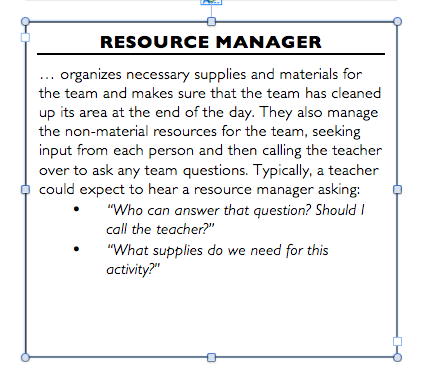 RESOURCE MANAGER
... organizes necessary supplies and materials for
the team and makes sure that the team has cleaned
up its area at the end of the day. They also manage
the non-material resources for the team, seeking
input from each person and then calling the teacher
over to ask any team questions. Typically, a teacher
could expect to hear a resource manager asking:
• “Who can answer that question? Should I
call the teacher?”
• “What supplies do we need for this
activity?”